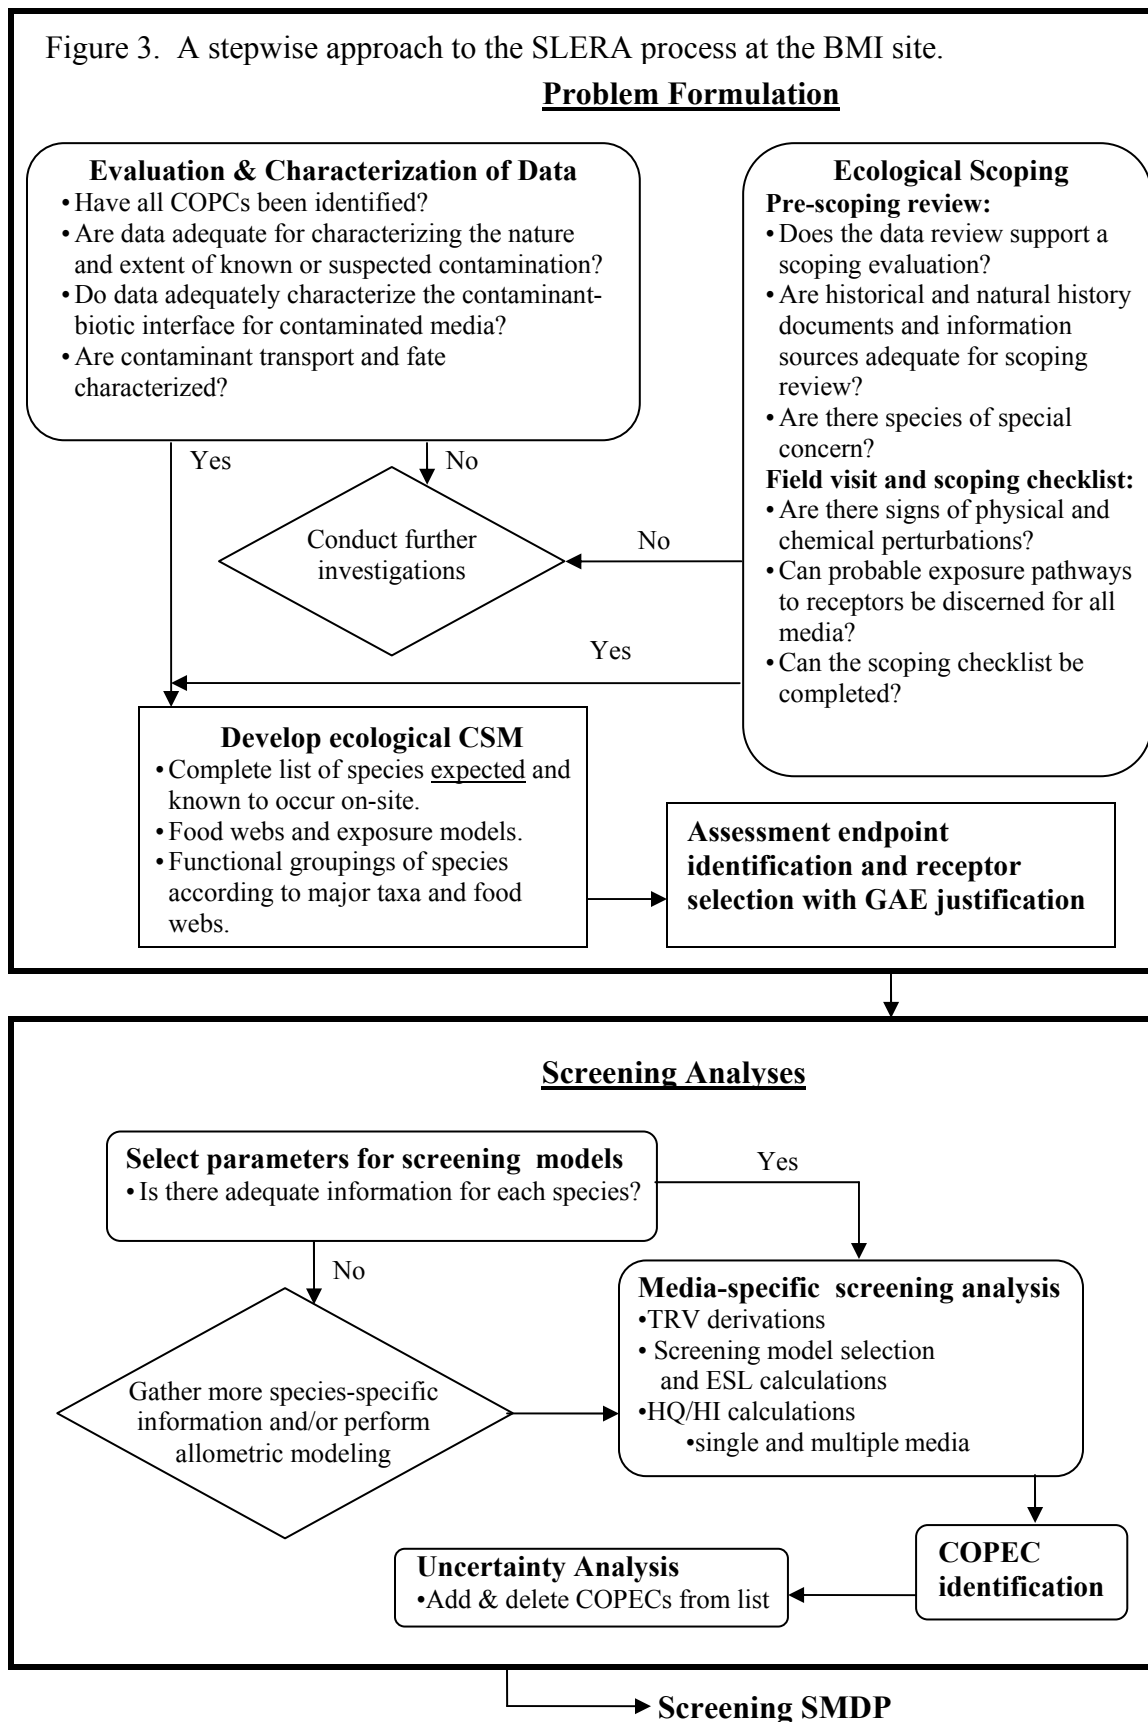 Figure 3.  A stepwise approach to the SLERA process at the BMI site.
Problem Formulation
Evaluation & Characterization of Data
• Have all COPCs been identified?
• Are data adequate for characterizing the nature
and extent of known or suspected contamination?
• Do data adequately characterize the contaminant-
biotic interface for contaminated media?
• Are contaminant transport and fate
characterized?
Ecological Scoping
Pre-scoping review:
• Does the data review support a
scoping evaluation?
• Are historical and natural history
documents and information
sources adequate for scoping
review?
• Are there species of special
concern?
Field visit and scoping checklist:
• Are there signs of physical and
chemical perturbations?
• Can probable exposure pathways
to receptors be discerned for all
media?
• Can the scoping checklist be
completed?
Yes
No
Conduct further
investigations
No
Yes
Develop ecological CSM
• Complete list of species expected and
known to occur on-site.
• Food webs and exposure models.
• Functional groupings of species
according to major taxa and food
webs.
Assessment endpoint
identification and receptor
selection with GAE justification
Screening Analyses
Select parameters for screening  models
• Is there adequate information for each species?
Yes
No
Gather more species-specific
information and/or perform
allometric modeling
Media-specific  screening analysis
•TRV derivations
• Screening model selection
and ESL calculations
•HQ/HI calculations
•single and multiple media
COPEC
identification
Uncertainty Analysis
•Add & delete COPECs from list
Screening SMDP